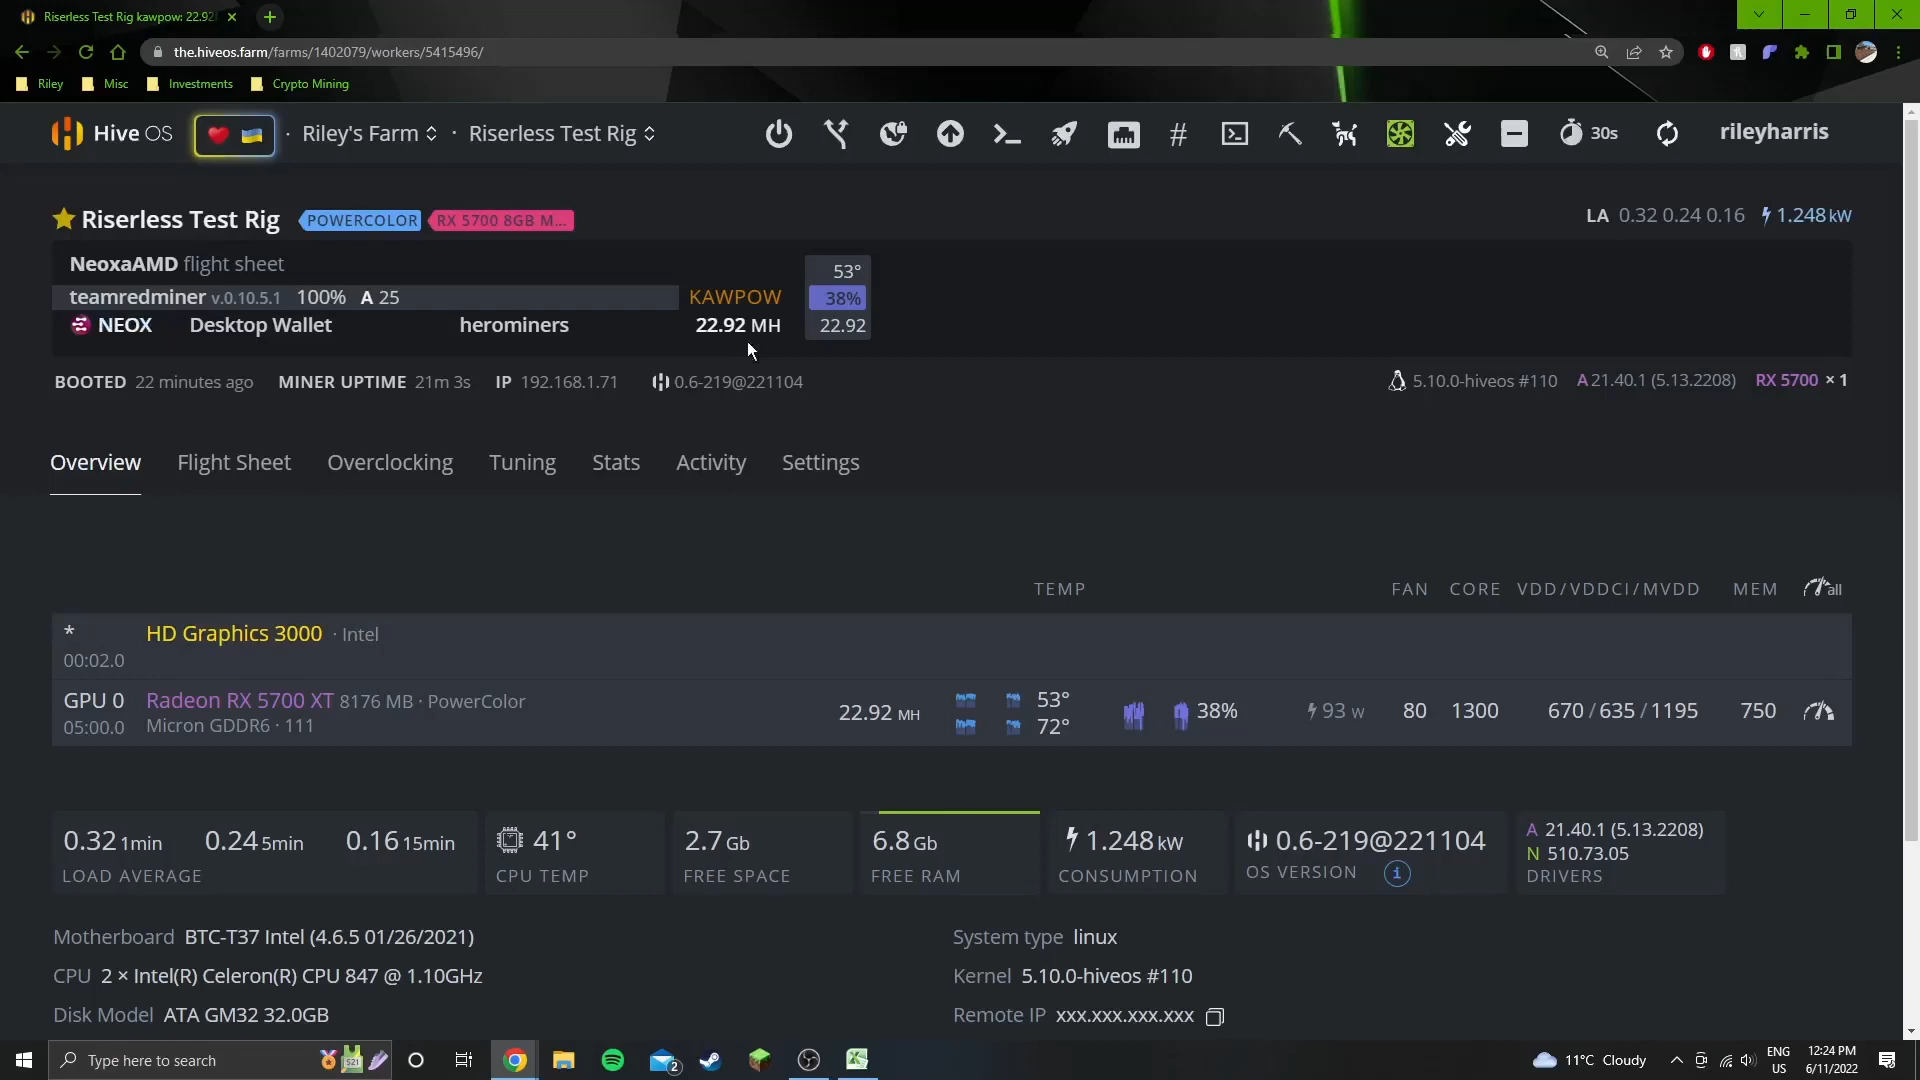 Riserless Test Rig kawpow: 22.92
the.hiveos.farm/farms/1402079/workers/5415496/
Riley Misc Investments Crypto Mining
Hive OS · Riley's Farm · Riserless Test Rig # 30s rileyharris
Riserless Test Rig POWERCOLOR RX 5700 8GB M... LA 0.32 0.24 0.16 1.248 kW
NeoxaAMD flight sheet 53°
teamredminer v.0.10.5.1 100% A 25 KAWPOW 38%
NEOX Desktop Wallet herominers 22.92 MH 22.92
BOOTED 22 minutes ago MINER UPTIME 21m 3s IP 192.168.1.71 0.6-219@221104 5.10.0-hiveos #110 A 21.40.1 (5.13.2208) RX 5700 × 1
Overview Flight Sheet Overclocking Tuning Stats Activity Settings
TEMP FAN CORE VDD/VDDCI/MVDD MEM all
* HD Graphics 3000 · Intel
00:02.0
GPU 0 Radeon RX 5700 XT 8176 MB · PowerColor 53°
22.92 MH 38% 93 W 80 1300 670/635/1195 750
05:00.0 Micron GDDR6 · 111 72°
0.32 1min 0.24 5min 0.16 15min 41° 2.7 Gb 6.8 Gb 1.248 kW 0.6-219@221104 A 21.40.1 (5.13.2208)
N 510.73.05
LOAD AVERAGE CPU TEMP FREE SPACE FREE RAM CONSUMPTION OS VERSION i DRIVERS
Motherboard BTC-T37 Intel (4.6.5 01/26/2021) System type linux
CPU 2 × Intel(R) Celeron(R) CPU 847 @ 1.10GHz Kernel 5.10.0-hiveos #110
Disk Model ATA GM32 32.0GB Remote IP xxx.xxx.xxx.xxx
Type here to search 2 11°C Cloudy ENG US 12:24 PM 6/11/2022